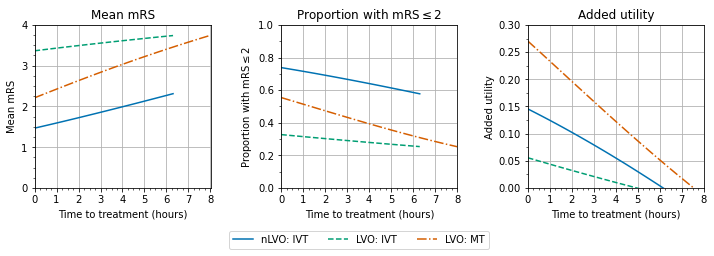 Mean mRS
Mean mRS
4
3
2
1
0
0 1 2 3 4 5 6 7 8
Time to treatment (hours)
Proportion with mRS ≤ 2
Proportion with mRS ≤ 2
1.0
0.8
0.6
0.4
0.2
0.0
0 1 2 3 4 5 6 7 8
Time to treatment (hours)
Added utility
Added utility
0.30
0.25
0.20
0.15
0.10
0.05
0.00
0 1 2 3 4 5 6 7 8
Time to treatment (hours)
nLVO: IVT LVO: IVT LVO: MT